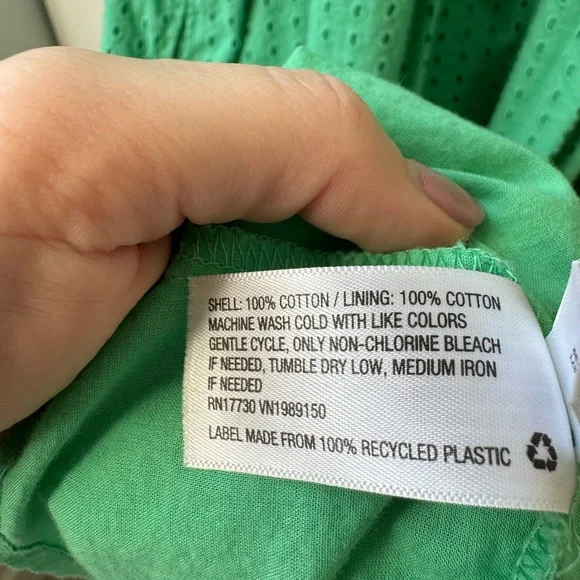 SHELL: 100% COTTON / LINING: 100% COTTON
MACHINE WASH COLD WITH LIKE COLORS
GENTLE CYCLE, ONLY NON-CHLORINE BLEACH
IF NEEDED, TUMBLE DRY LOW, MEDIUM IRON
IF NEEDED
RN17730 VN1989150
LABEL MADE FROM 100% RECYCLED PLASTIC